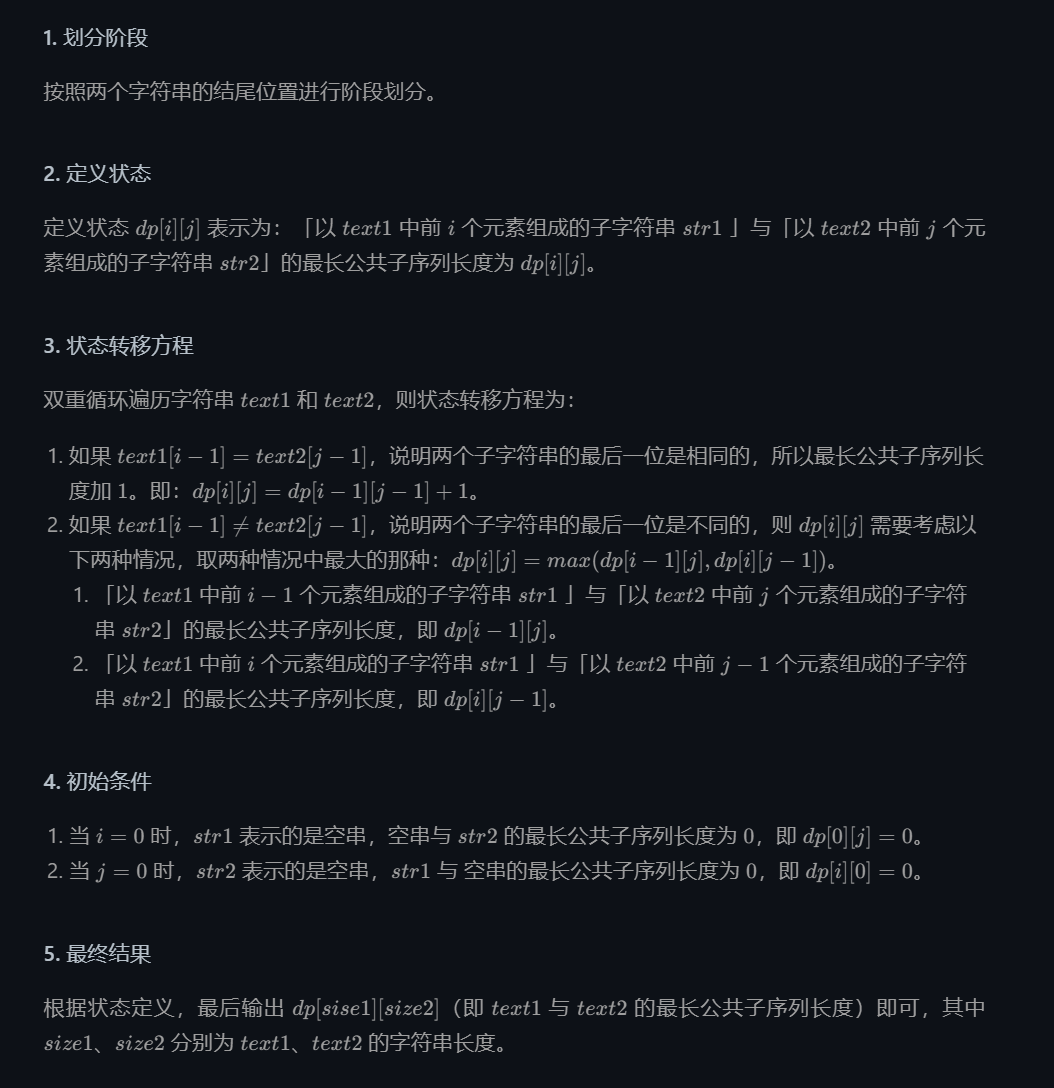 1. 划分阶段
按照两个字符串的结尾位置进行阶段划分。
2. 定义状态
定义状态 dp[i][j] 表示为：「以 text1 中前 i 个元素组成的子字符串 str1 」与「以 text2 中前 j 个元
素组成的子字符串 str2」的最长公共子序列长度为 dp[i][j]。
3. 状态转移方程
双重循环遍历字符串 text1 和 text2，则状态转移方程为：
1. 如果 text1[i − 1] = text2[j − 1]，说明两个子字符串的最后一位是相同的，所以最长公共子序列长
度加 1。即：dp[i][j] = dp[i − 1][j − 1] + 1。
2. 如果 text1[i − 1] ≠ text2[j − 1]，说明两个子字符串的最后一位是不同的，则 dp[i][j] 需要考虑以
下两种情况，取两种情况中最大的那种：dp[i][j] = max(dp[i − 1][j], dp[i][j − 1])。
1. 「以 text1 中前 i − 1 个元素组成的子字符串 str1 」与「以 text2 中前 j 个元素组成的子字符
串 str2」的最长公共子序列长度，即 dp[i − 1][j]。
2. 「以 text1 中前 i 个元素组成的子字符串 str1 」与「以 text2 中前 j − 1 个元素组成的子字符
串 str2」的最长公共子序列长度，即 dp[i][j − 1]。
4. 初始条件
1. 当 i = 0 时，str1 表示的是空串，空串与 str2 的最长公共子序列长度为 0，即 dp[0][j] = 0。
2. 当 j = 0 时，str2 表示的是空串，str1 与 空串的最长公共子序列长度为 0，即 dp[i][0] = 0。
5. 最终结果
根据状态定义，最后输出 dp[sise1][size2]（即 text1 与 text2 的最长公共子序列长度）即可，其中
size1、size2 分别为 text1、text2 的字符串长度。